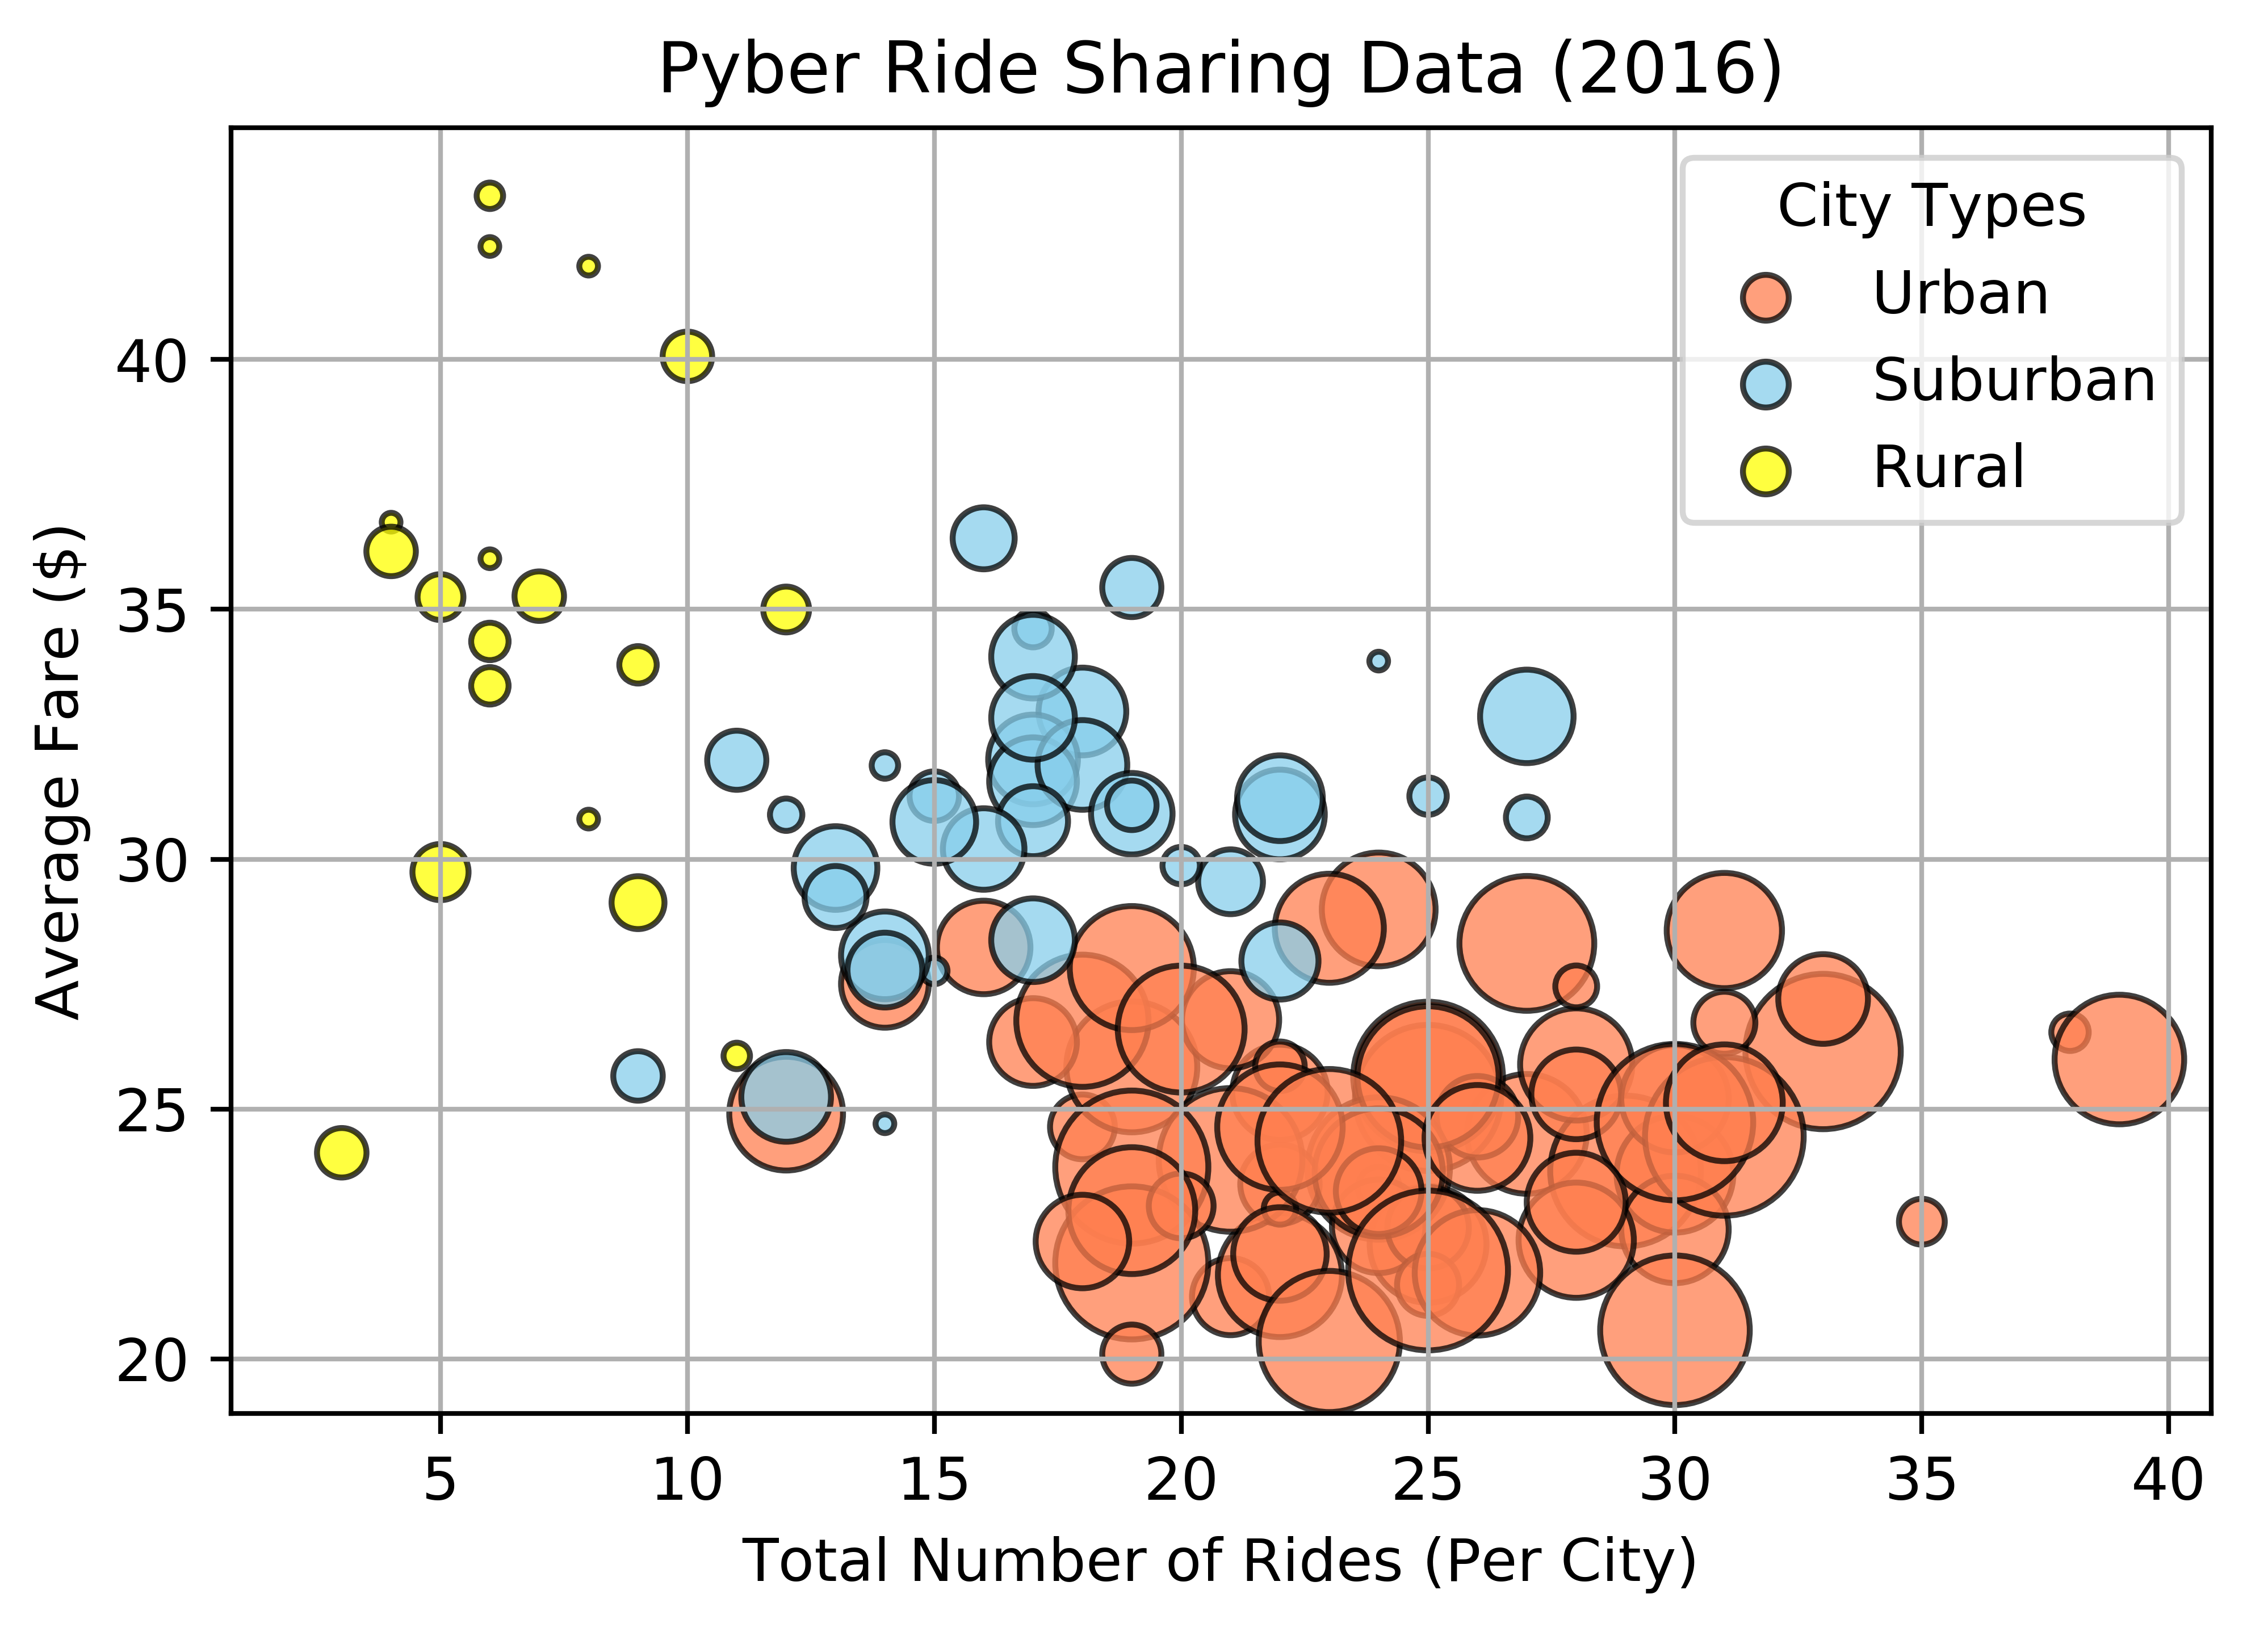 Pyber Ride Sharing Data (2016)
City Types
Urban
Suburban
Rural
Average Fare ($)
40
35
30
25
20
5 10 15 20 25 30 35 40
Total Number of Rides (Per City)